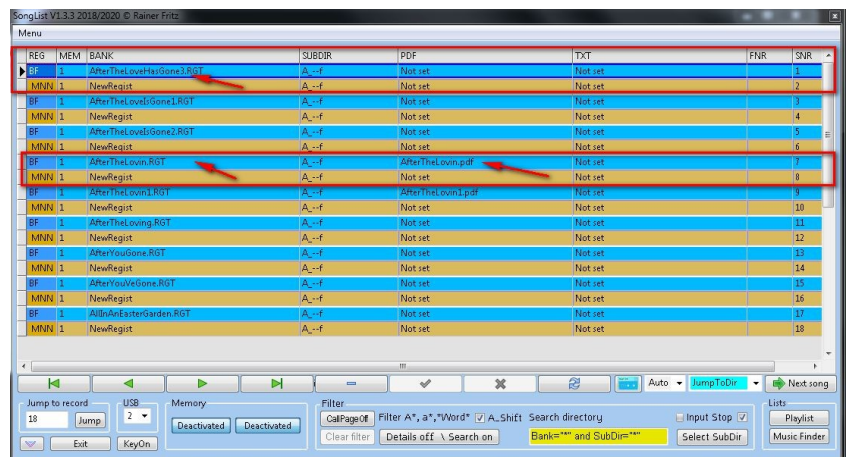 SongList V1.3.3 2018/2020 © Rainer Fritz
Menu
REG MEM BANK SUBDIR PDF TXT FNR SNR
BF 1 AfterTheLoveHasGone3.RGT A_--f Not set Not set 1
MNN 1 NewRegist A_--f Not set Not set 2
BF 1 AfterTheLoveIsGone1.RGT A_--f Not set Not set 3
MNN 1 NewRegist A_--f Not set Not set 4
BF 1 AfterTheLoveIsGone2.RGT A_--f Not set Not set 5
MNN 1 NewRegist A_--f Not set Not set 6
BF 1 AfterTheLovin.RGT A_--f AfterTheLovin.pdf Not set 7
MNN 1 NewRegist A_--f Not set Not set 8
BF 1 AfterTheLovin1.RGT A_--f AfterTheLovin1.pdf Not set 9
MNN 1 NewRegist A_--f Not set Not set 10
BF 1 AfterTheLoving.RGT A_--f Not set Not set 11
MNN 1 NewRegist A_--f Not set Not set 12
BF 1 AfterYouGone.RGT A_--f Not set Not set 13
MNN 1 NewRegist A_--f Not set Not set 14
BF 1 AfterYouVeGone.RGT A_--f Not set Not set 15
MNN 1 NewRegist A_--f Not set Not set 16
BF 1 AllInAnEasterGarden.RGT A_--f Not set Not set 17
MNN 1 NewRegist A_--f Not set Not set 18
Auto JumpToDir Next song
Jump to record USB Memory Filter Lists
18 Jump 2 Deactivated Deactivated CallPageOff Filter A*, a*,*Word* A_Shift Search directory Input Stop Playlist
Exit KeyOn Clear filter Details off \ Search on Bank="*" and SubDir="*" Select SubDir Music Finder